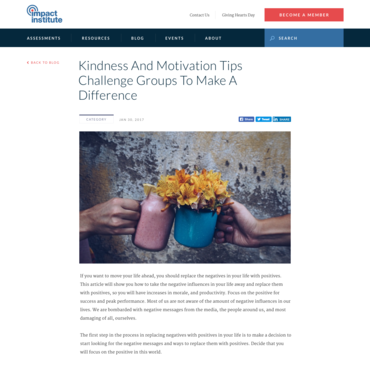 impact
institute
Contact Us
Giving Hearts Day
BECOME A MEMBER
ASSESSMENTS
RESOURCES
BLOG
EVENTS
ABOUT
SEARCH
BACK TO BLOG
Kindness And Motivation Tips
Challenge Groups To Make A
Difference
CATEGORY
JAN 20, 2017
Share
Tweet
SHARE
If you want to move your life ahead, you should replace the negatives in your life with positives.
This article will show you how to take the negative influences in your life away and replace them
with positives, so you will have increases in morale, and productivity. Focus on the positive for
success and peak performance. Most of us are not aware of the amount of negative influences in our
lives. We are bombarded with negative messages from the media, the people around us, and most
damaging of all, ourselves.
The first step in the process in replacing negatives with positives in your life is to make a decision to
start looking for the negative messages and ways to replace them with positives. Decide that you
will focus on the positive in this world.